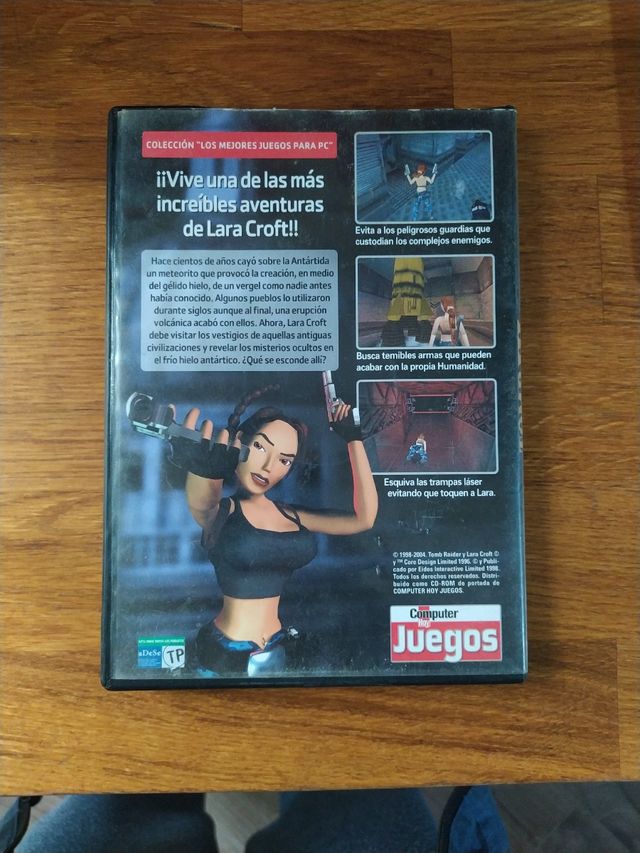 COLECCIÓN "LOS MEJORES JUEGOS PARA PC"
¡¡Vive una de las más
increíbles aventuras
de Lara Croft!!
Hace cientos de años cayó sobre la Antártida
un meteorito que provocó la creación, en medio
del gélido hielo, de un vergel como nadie antes
había conocido. Algunos pueblos lo utilizaron
durante siglos aunque al final, una erupción
volcánica acabó con ellos. Ahora, Lara Croft
debe visitar los vestigios de aquellas antiguas
civilizaciones y revelar los misterios ocultos en
el frío hielo antártico. ¿Qué se esconde allí?
Evita a los peligrosos guardias que
custodian los complejos enemigos.
Busca temibles armas que pueden
acabar con la propia Humanidad.
Esquiva las trampas láser
evitando que toquen a Lara.
© 1998-2004. Tomb Raider y Lara Croft ©
y ™ Core Design Limited 1996. © y Publi-
cado por Eidos Interactive Limited 1998.
Todos los derechos reservados. Distri-
buido como CD-ROM de portada de
COMPUTER HOY JUEGOS.
Computer
hoy
Juegos
aDeSe
TP